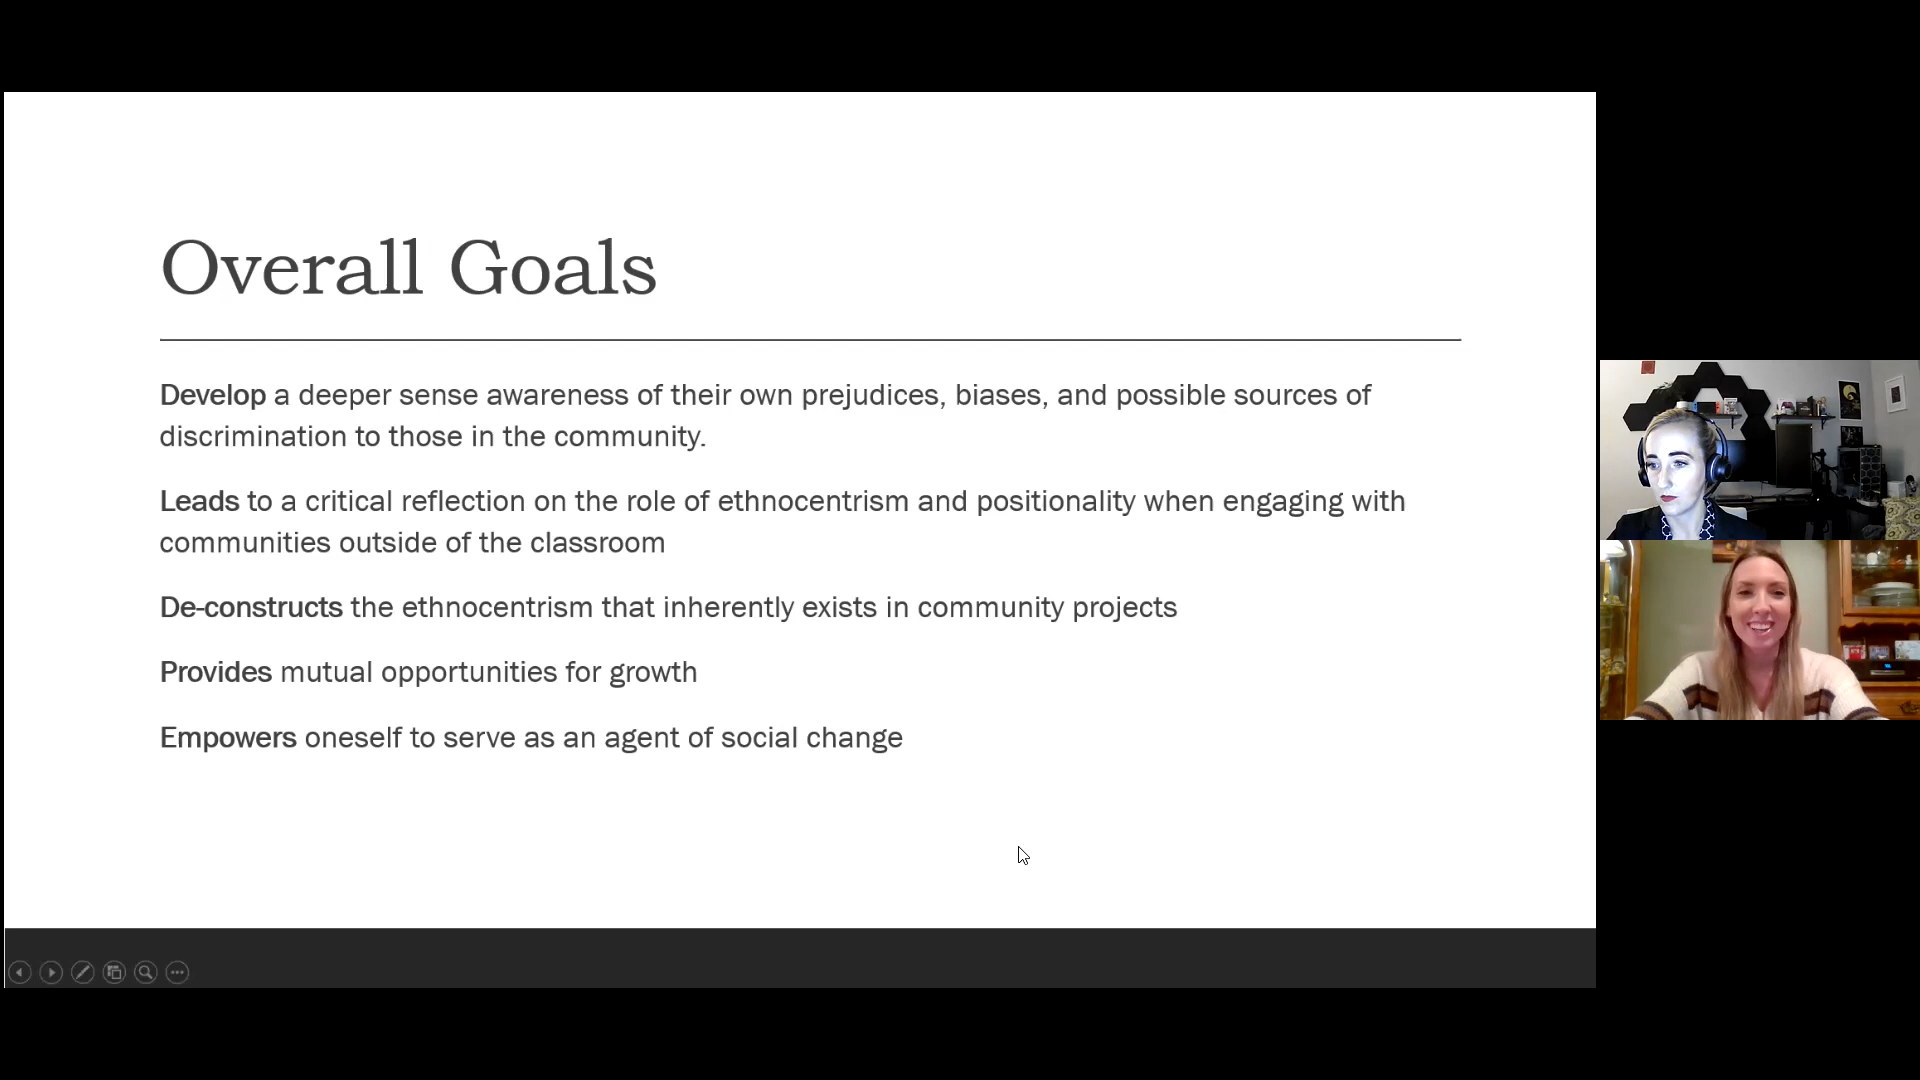 Overall Goals
Develop a deeper sense awareness of their own prejudices, biases, and possible sources of
discrimination to those in the community.
Leads to a critical reflection on the role of ethnocentrism and positionality when engaging with
communities outside of the classroom
De-constructs the ethnocentrism that inherently exists in community projects
Provides mutual opportunities for growth
Empowers oneself to serve as an agent of social change